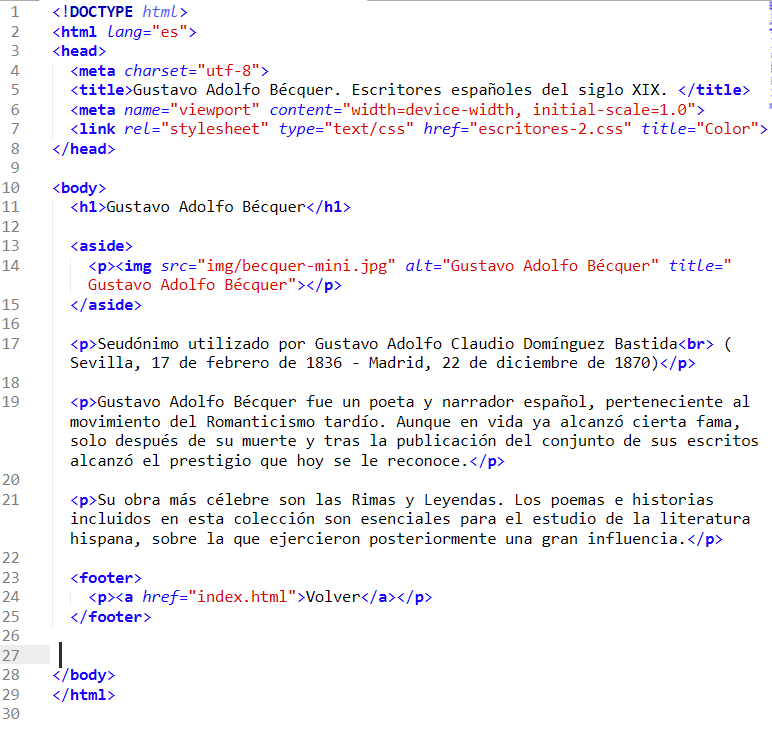 1 <!DOCTYPE html>
2 <html lang="es">
3 <head>
4 <meta charset="utf-8">
5 <title>Gustavo Adolfo Bécquer. Escritores españoles del siglo XIX. </title>
6 <meta name="viewport" content="width=device-width, initial-scale=1.0">
7 <link rel="stylesheet" type="text/css" href="escritores-2.css" title="Color">
8 </head>
9
10 <body>
11 <h1>Gustavo Adolfo Bécquer</h1>
12
13 <aside>
14 <p><img src="img/becquer-mini.jpg" alt="Gustavo Adolfo Bécquer" title="
Gustavo Adolfo Bécquer"></p>
15 </aside>
16
17 <p>Seudónimo utilizado por Gustavo Adolfo Claudio Domínguez Bastida<br> (
Sevilla, 17 de febrero de 1836 - Madrid, 22 de diciembre de 1870)</p>
18
19 <p>Gustavo Adolfo Bécquer fue un poeta y narrador español, perteneciente al
movimiento del Romanticismo tardío. Aunque en vida ya alcanzó cierta fama,
solo después de su muerte y tras la publicación del conjunto de sus escritos
alcanzó el prestigio que hoy se le reconoce.</p>
20
21 <p>Su obra más célebre son las Rimas y Leyendas. Los poemas e historias
incluidos en esta colección son esenciales para el estudio de la literatura
hispana, sobre la que ejercieron posteriormente una gran influencia.</p>
22
23 <footer>
24 <p><a href="index.html">Volver</a></p>
25 </footer>
26
27
28 </body>
29 </html>
30